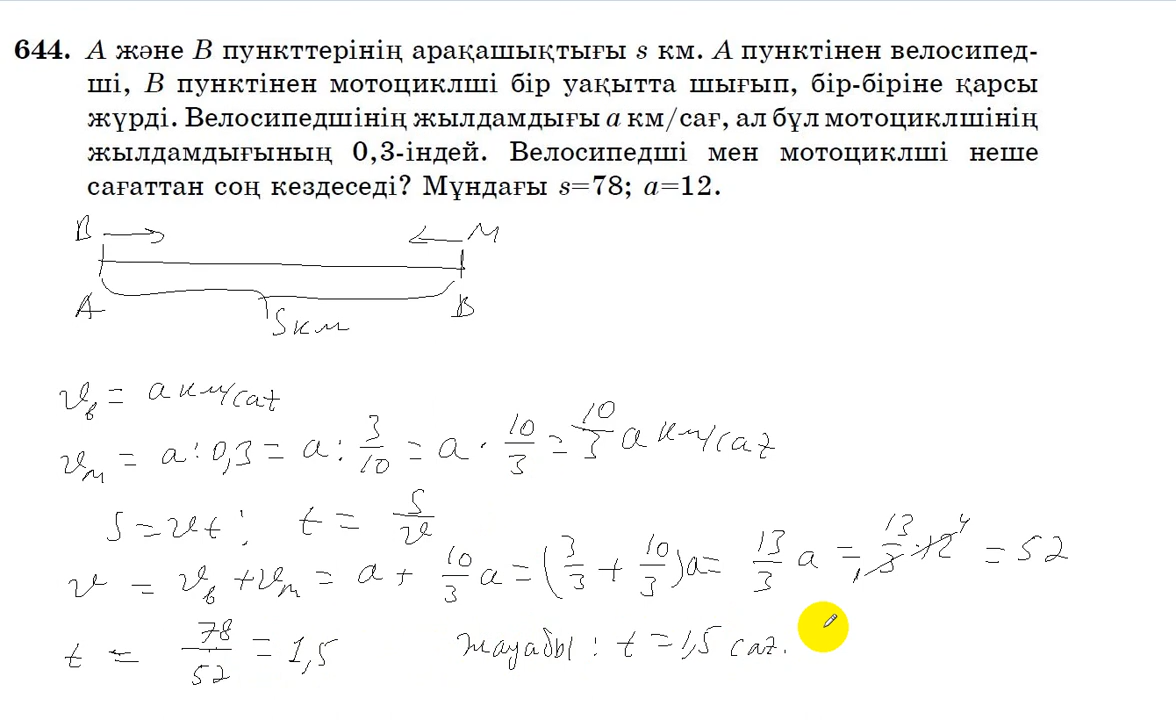 644. А және В пункттерінің арақашықтығы s км. А пунктінен велосипед-
ші, В пунктінен мотоциклші бір уақытта шығып, бір-біріне қарсы
жүрді. Велосипедшінің жылдамдығы a км/сағ, ал бұл мотоциклшінің
жылдамдығының 0,3-індей. Велосипедші мен мотоциклші неше
сағаттан соң кездеседі? Мұндағы s=78; a=12.
В → ← М
А В
S км
v_в = a км/сағ
v_м = a : 0,3 = a : 3/10 = a · 10/3 = 10/3 a км/сағ
S = vt ; t = S/v
v = v_в + v_м = a + 10/3 a = (3/3 + 10/3)a = 13/3 a = 13/3 · 12 = 52
t = 78/52 = 1,5 жауабы : t = 1,5 сағ.